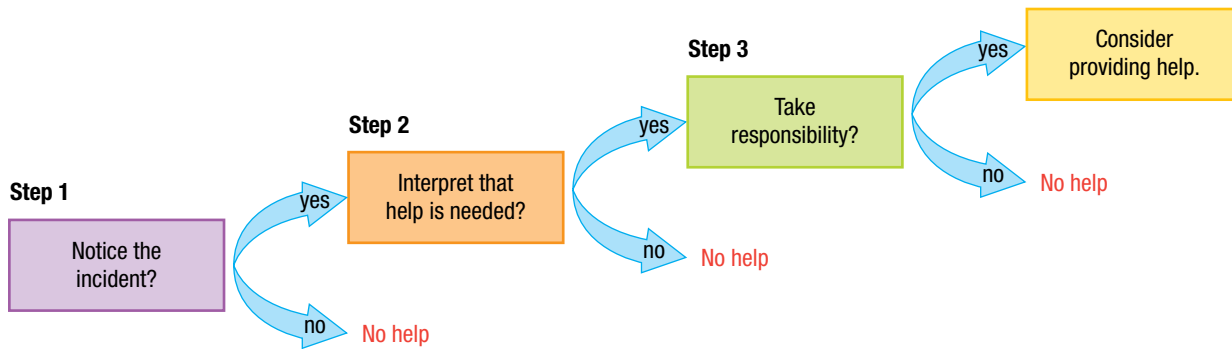 Step 1
Notice the
incident?
yes
no
No help
Step 2
Interpret that
help is needed?
yes
no
No help
Step 3
Take
responsibility?
yes
no
No help
Consider
providing help.